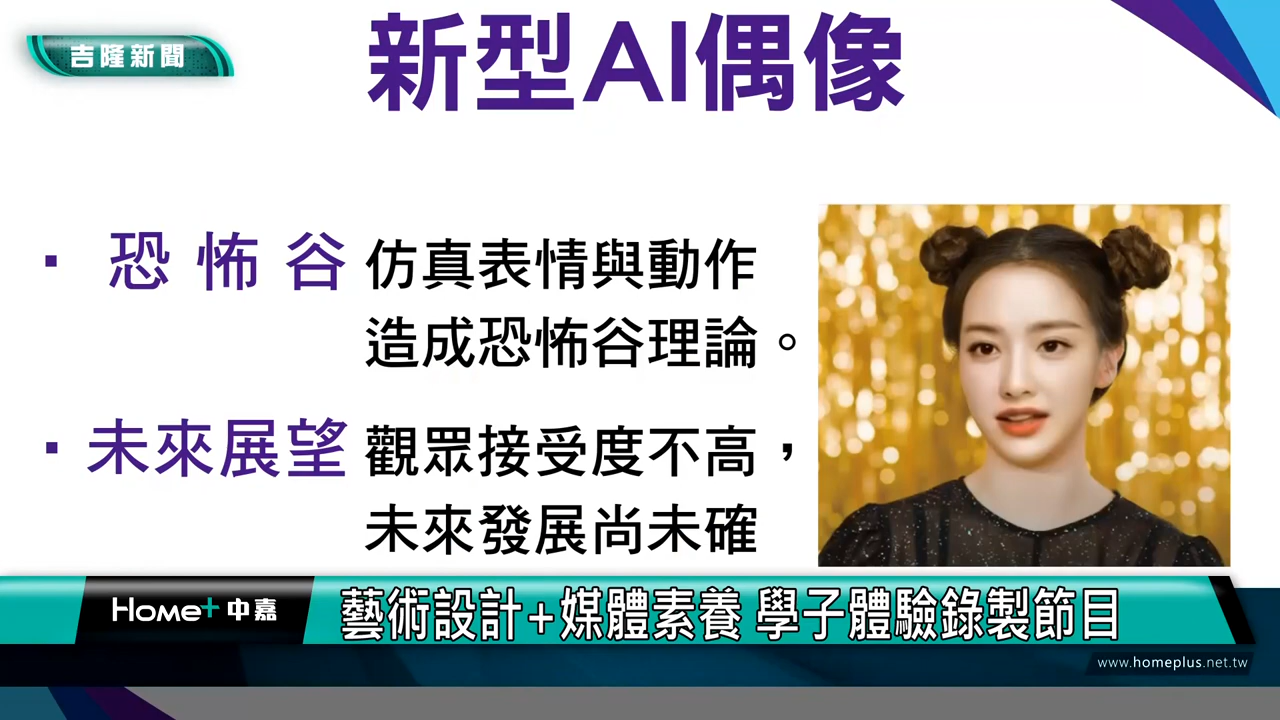 吉隆新聞
新型AI偶像
▪ 恐怖谷 仿真表情與動作
造成恐怖谷理論。
▪ 未來展望 觀眾接受度不高，
未來發展尚未確
Home+中嘉
藝術設計+媒體素養 學子體驗錄製節目
www.homeplus.net.tw